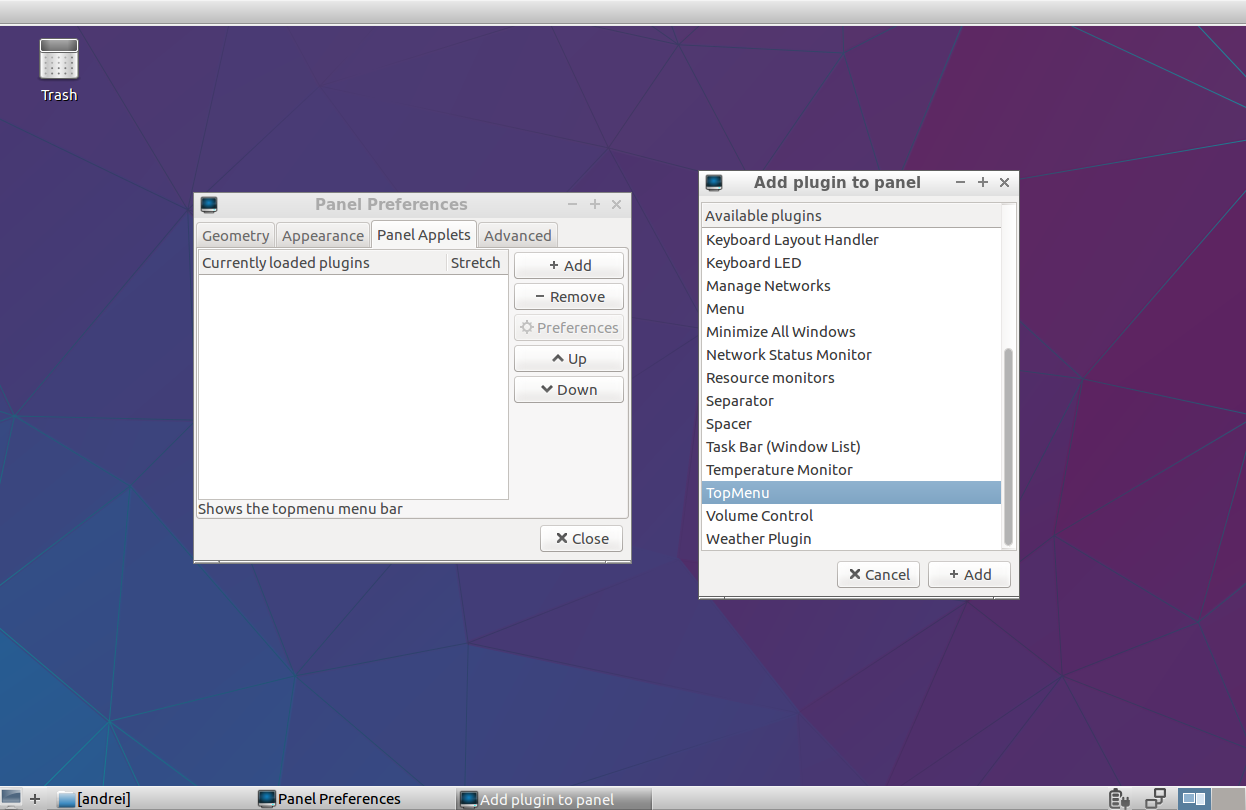 Trash
Panel Preferences
Geometry Appearance Panel Applets Advanced
Currently loaded plugins Stretch
Add
Remove
Preferences
Up
Down
Shows the topmenu menu bar
Close
Add plugin to panel
Available plugins
Keyboard Layout Handler
Keyboard LED
Manage Networks
Menu
Minimize All Windows
Network Status Monitor
Resource monitors
Separator
Spacer
Task Bar (Window List)
Temperature Monitor
TopMenu
Volume Control
Weather Plugin
Cancel Add
[andrei] Panel Preferences Add plugin to panel